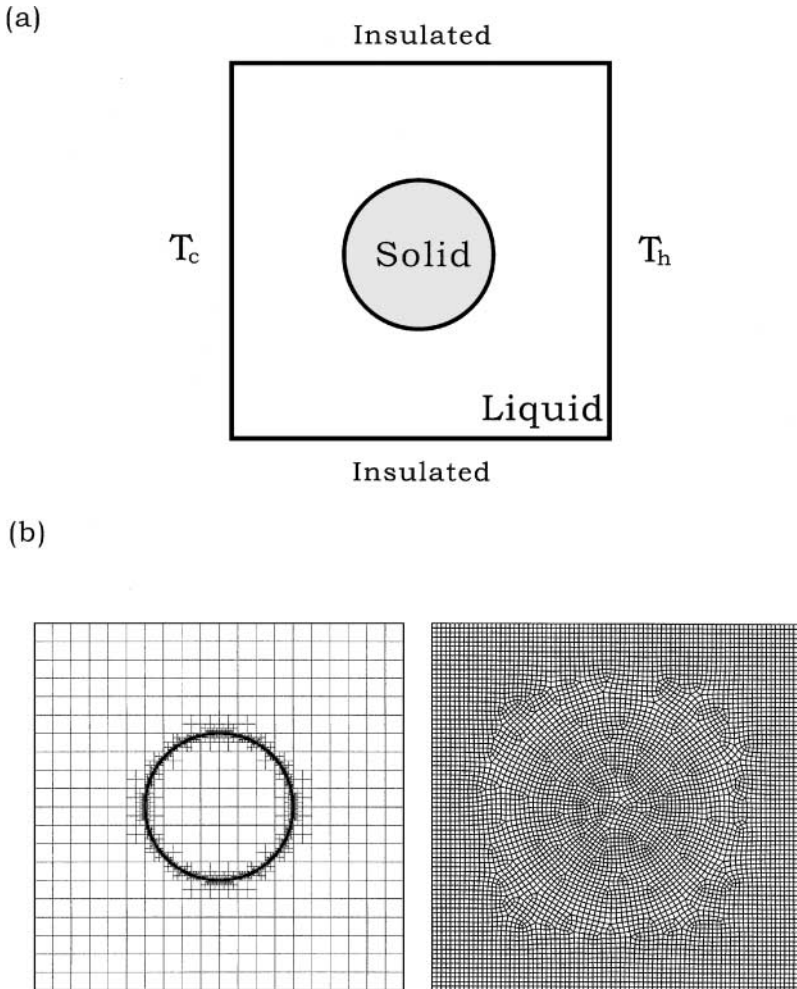 (a)
Insulated
T_c
Solid
T_h
Liquid
Insulated
(b)